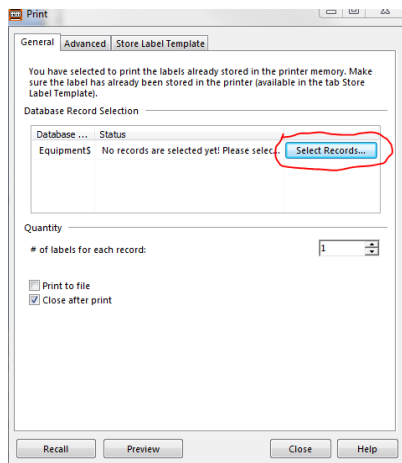 Print
General Advanced Store Label Template
You have selected to print the labels already stored in the printer memory. Make
sure the label has already been stored in the printer (available in the tab Store
Label Template).
Database Record Selection
Database ... Status
Equipment$ No records are selected yet! Please selec... Select Records...
Quantity
# of labels for each record: 1
Print to file
Close after print
Recall Preview Close Help